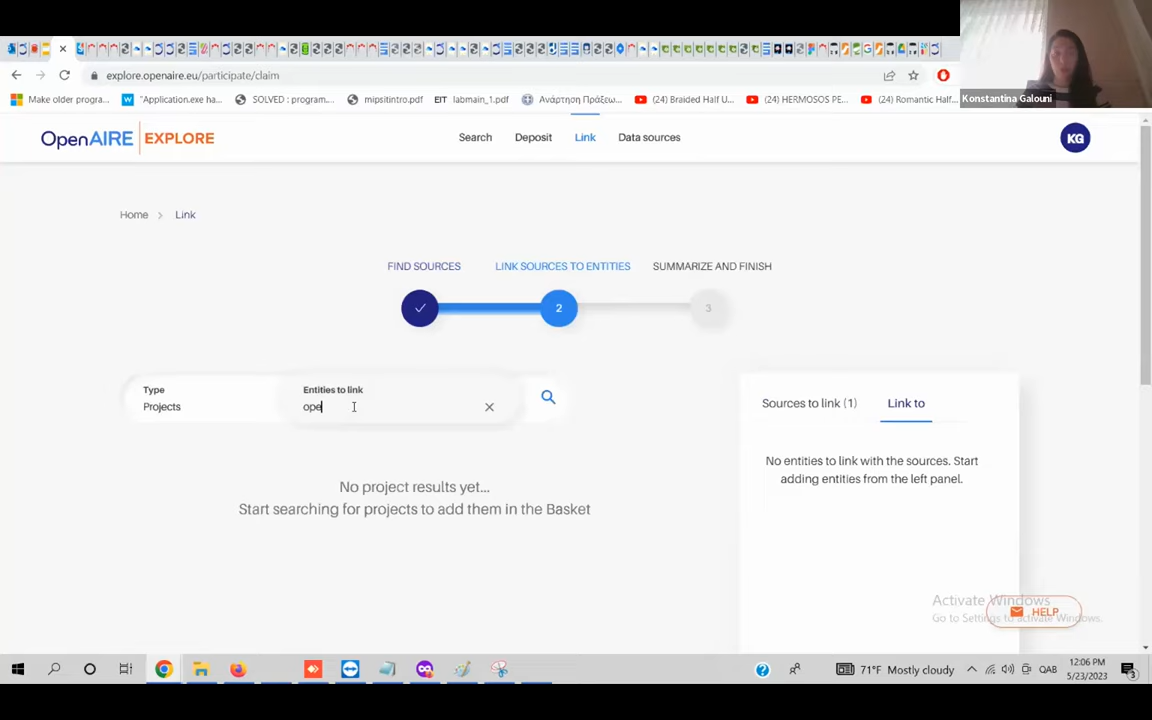 explore.openaire.eu/participate/claim
Make older progra...
"Application.exe ha...
SOLVED : program....
mipsitintro.pdf
EIT labmain_1.pdf
Ανάρτηση Πράξεω...
(24) Braided Half U...
(24) HERMOSOS PE...
(24) Romantic Half...
Konstantina Galouni
OpenAIRE | EXPLORE
Search
Deposit
Link
Data sources
KG
Home > Link
FIND SOURCES
LINK SOURCES TO ENTITIES
SUMMARIZE AND FINISH
2
3
Type
Projects
Entities to link
ope
Sources to link (1)
Link to
No entities to link with the sources. Start
adding entities from the left panel.
No project results yet...
Start searching for projects to add them in the Basket
Activate Windows
Go to Settings to activate Windows.
HELP
71°F Mostly cloudy
QAB
12:06 PM
5/23/2023